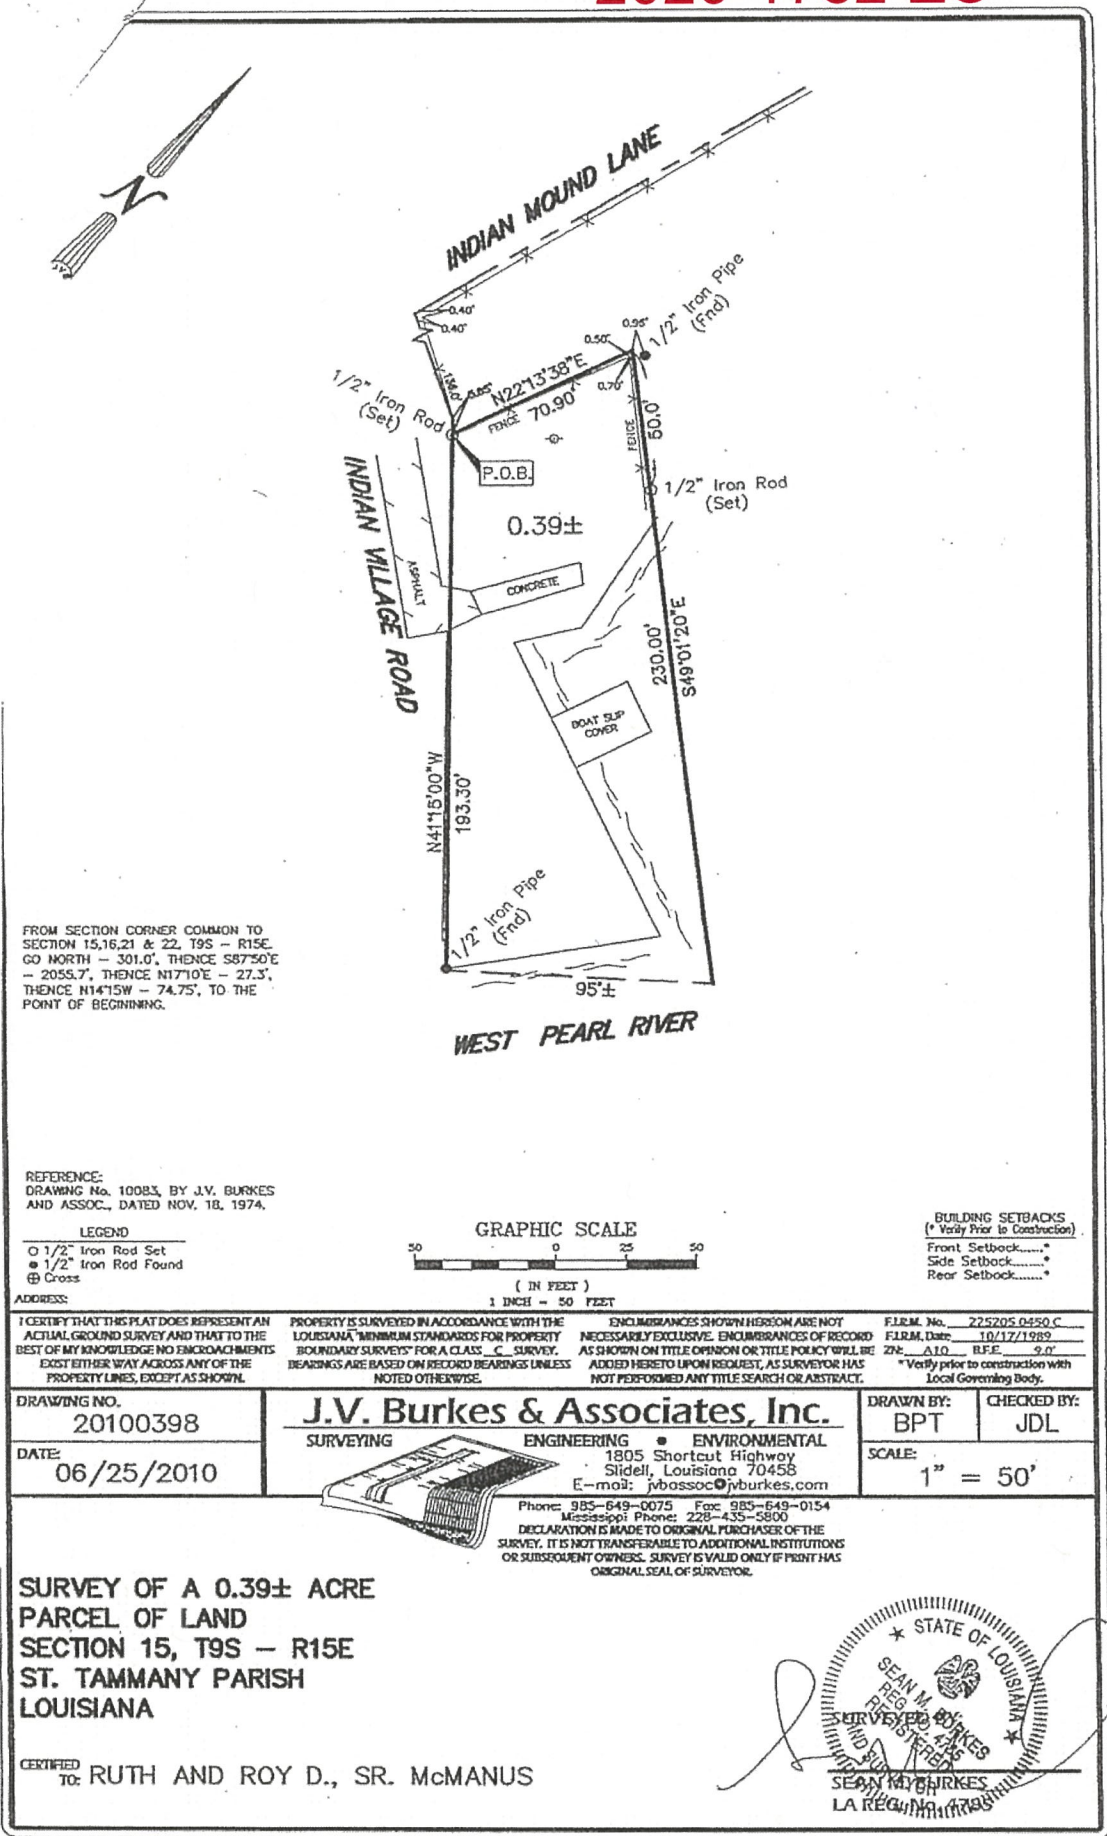 INDIAN MOUND LANE
0.40'
0.40'
1/2" Iron Pipe
(Fnd)
0.95'
0.50'
0.70'
N22°13'38"E
FENCE 70.90'
1/2" Iron Rod
(Set)
136.0'
0.65'
P.O.B.
FENCE
50.0'
1/2" Iron Rod
(Set)
0.39±
INDIAN VILLAGE ROAD
ASPHALT
CONCRETE
230.00'
S49°01'20"E
BOAT SLIP
COVER
N41°15'00"W
193.30'
1/2" Iron Pipe
(Fnd)
95'±
WEST PEARL RIVER
FROM SECTION CORNER COMMON TO
SECTION 15,16,21 & 22, T9S - R15E
GO NORTH - 301.0', THENCE S87°50'E
- 2055.7', THENCE N17°10'E - 27.3',
THENCE N14°15W - 74.75', TO THE
POINT OF BEGININING.
REFERENCE:
DRAWING No. 10083, BY J.V. BURKES
AND ASSOC., DATED NOV. 18, 1974.
LEGEND
○ 1/2" Iron Rod Set
● 1/2" Iron Rod Found
⊕ Cross
ADDRESS:
GRAPHIC SCALE
50 0 25 50
( IN FEET )
1 INCH = 50 FEET
BUILDING SETBACKS
(* Verify Prior to Construction)
Front Setback......*
Side Setback.......*
Rear Setback.......*
I CERTIFY THAT THIS PLAT DOES REPRESENT AN
ACTUAL GROUND SURVEY AND THAT TO THE
BEST OF MY KNOWLEDGE NO ENCROACHMENTS
EXIST EITHER WAY ACROSS ANY OF THE
PROPERTY LINES, EXCEPT AS SHOWN.
PROPERTY IS SURVEYED IN ACCORDANCE WITH THE
LOUISIANA "MINIMUM STANDARDS FOR PROPERTY
BOUNDARY SURVEYS" FOR A CLASS C SURVEY.
BEARINGS ARE BASED ON RECORD BEARINGS UNLESS
NOTED OTHERWISE.
ENCUMBRANCES SHOWN HEREON ARE NOT
NECESSARILY EXCLUSIVE. ENCUMBRANCES OF RECORD
AS SHOWN ON TITLE OPINION OR TITLE POLICY WILL BE
ADDED HERETO UPON REQUEST, AS SURVEYOR HAS
NOT PERFORMED ANY TITLE SEARCH OR ABSTRACT.
F.I.R.M. No. 225205 0450 C
F.I.R.M. Date 10/17/1989
ZN: A10 B.F.E. 9.0'
*Verify prior to construction with
Local Governing Body.
DRAWING NO.
20100398
DATE:
06/25/2010
J.V. Burkes & Associates, Inc.
SURVEYING ENGINEERING ● ENVIRONMENTAL
1805 Shortcut Highway
Slidell, Louisiana 70458
E-mail: jvbassoc@jvburkes.com
Phone: 985-649-0075 Fax: 985-649-0154
Mississippi Phone: 228-435-5800
DECLARATION IS MADE TO ORIGINAL PURCHASER OF THE
SURVEY. IT IS NOT TRANSFERABLE TO ADDITIONAL INSTITUTIONS
OR SUBSEQUENT OWNERS. SURVEY IS VALID ONLY IF PRINT HAS
ORIGINAL SEAL OF SURVEYOR.
DRAWN BY:
BPT
CHECKED BY:
JDL
SCALE:
1" = 50'
SURVEY OF A 0.39± ACRE
PARCEL OF LAND
SECTION 15, T9S - R15E
ST. TAMMANY PARISH
LOUISIANA
CERTIFIED
TO: RUTH AND ROY D., SR. McMANUS
STATE OF LOUISIANA
SEAN M. BURKES
REG. NO. 4785
REGISTERED
LAND SURVEYOR
SURVEYED BY:
SEAN M. BURKES
LA REG. No. 4785